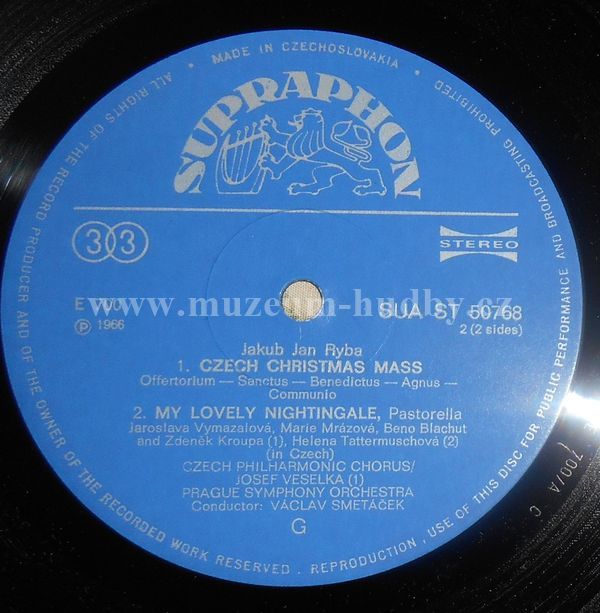 MADE IN CZECHOSLOVAKIA
ALL RIGHTS OF THE RECORD PRODUCER AND OF THE OWNER OF THE RECORDED WORK RESERVED . REPRODUCTION , USE OF THIS DISC FOR PUBLIC PERFORMANCE AND BROADCASTING PROHIBITED
SUPRAPHON
33
STEREO
www.muzeum-hudby.cz
SUA ST 50768
Ⓟ 1966
2 (2 sides)
Jakub Jan Ryba
1. CZECH CHRISTMAS MASS
Offertorium — Sanctus — Benedictus — Agnus —
Communio
2. MY LOVELY NIGHTINGALE, Pastorella
Jaroslava Vymazalová, Marie Mrázová, Beno Blachut
and Zdeněk Kroupa (1), Helena Tattermuschová (2)
(in Czech)
CZECH PHILHARMONIC CHORUS/
JOSEF VESELKA (1)
PRAGUE SYMPHONY ORCHESTRA
Conductor: VÁCLAV SMETÁČEK
G